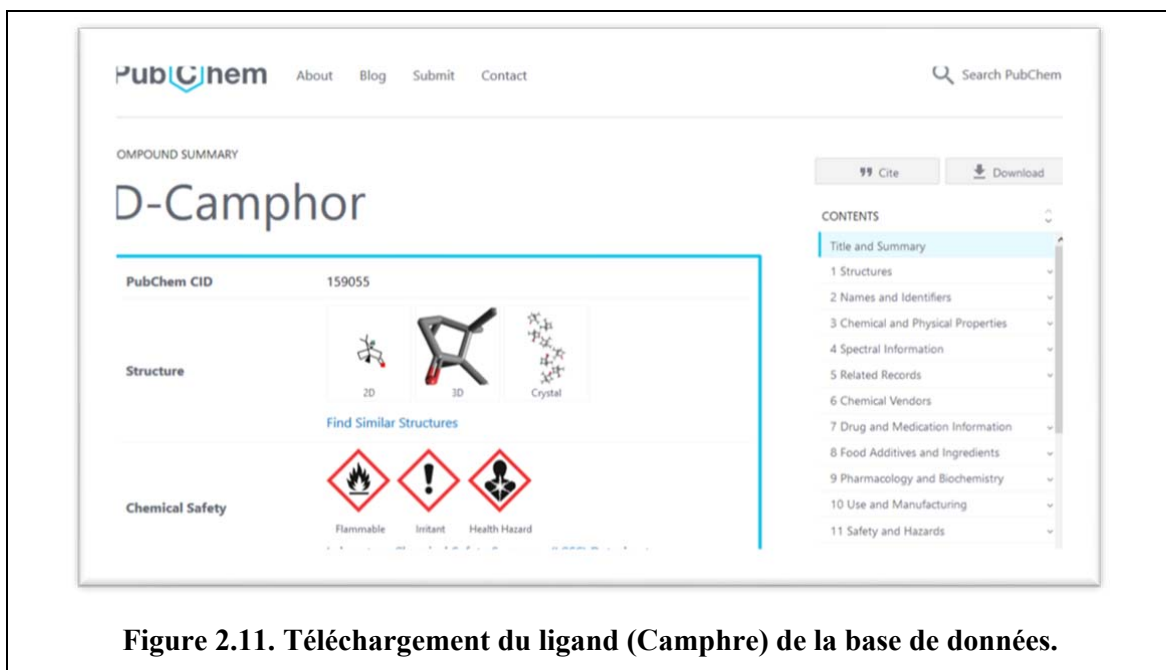 PubChem About Blog Submit Contact Search PubChem
OMPOUND SUMMARY
D-Camphor
Cite Download
CONTENTS
Title and Summary
1 Structures
2 Names and Identifiers
3 Chemical and Physical Properties
4 Spectral Information
5 Related Records
6 Chemical Vendors
7 Drug and Medication Information
8 Food Additives and Ingredients
9 Pharmacology and Biochemistry
10 Use and Manufacturing
11 Safety and Hazards
PubChem CID 159055
Structure
2D 3D Crystal
Find Similar Structures
Chemical Safety
Flammable Irritant Health Hazard
Figure 2.11. Téléchargement du ligand (Camphre) de la base de données.